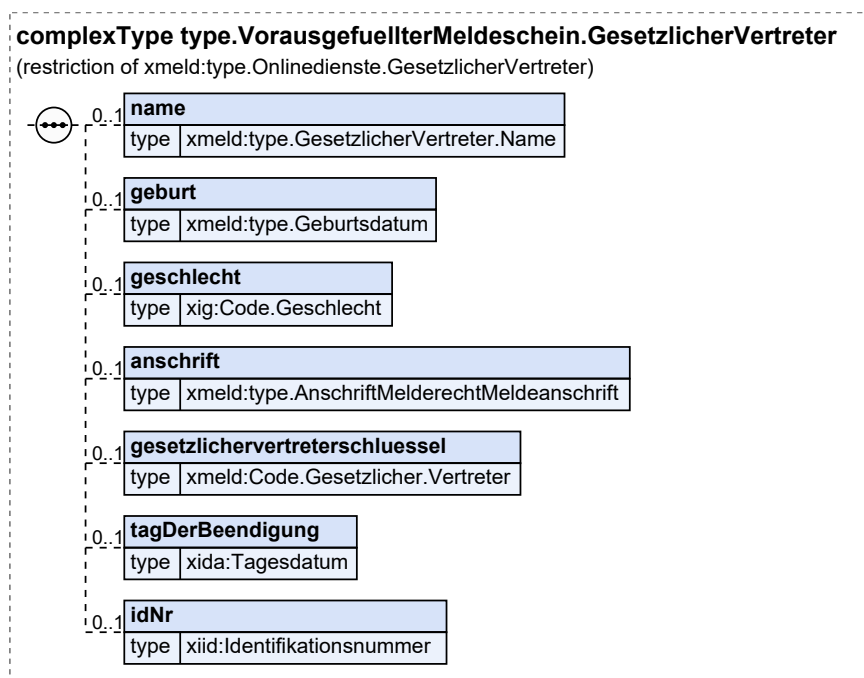 complexType type.VorausgefuellterMeldeschein.GesetzlicherVertreter
(restriction of xmeld:type.Onlinedienste.GesetzlicherVertreter)
0..1 name
type xmeld:type.GesetzlicherVertreter.Name
0..1 geburt
type xmeld:type.Geburtsdatum
0..1 geschlecht
type xig:Code.Geschlecht
0..1 anschrift
type xmeld:type.AnschriftMelderechtMeldeanschrift
0..1 gesetzlichervertreterschluessel
type xmeld:Code.Gesetzlicher.Vertreter
0..1 tagDerBeendigung
type xida:Tagesdatum
0..1 idNr
type xiid:Identifikationsnummer